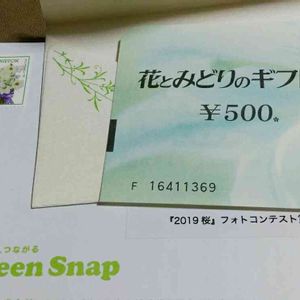 NIPPON
花とみどりのギフ
¥500
F 16411369
『2019 桜』フォトコンテスト
つながる
een Snap